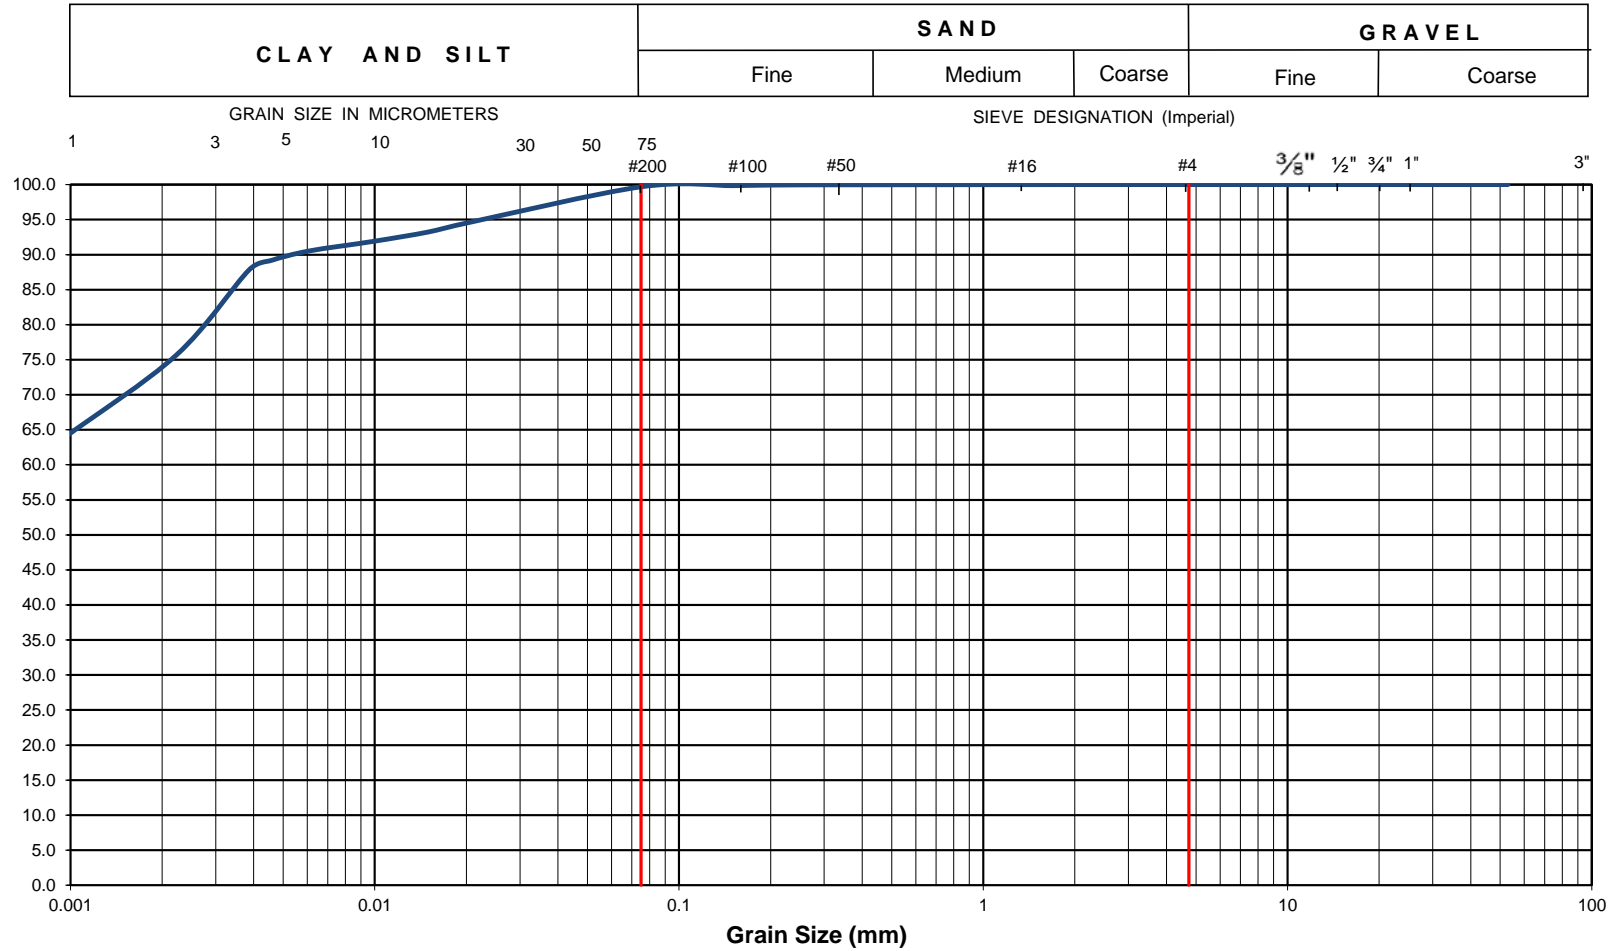 CLAY AND SILT
SAND
GRAVEL
Fine
Medium
Coarse
Fine
Coarse
GRAIN SIZE IN MICROMETERS
SIEVE DESIGNATION (Imperial)
1 3 5 10 30 50 75
#200 #100 #50 #16 #4 ⅜" ½" ¾" 1" 3"
100.0
95.0
90.0
85.0
80.0
75.0
70.0
65.0
60.0
55.0
50.0
45.0
40.0
35.0
30.0
25.0
20.0
15.0
10.0
5.0
0.0
0.001 0.01 0.1 1 10 100
Grain Size (mm)